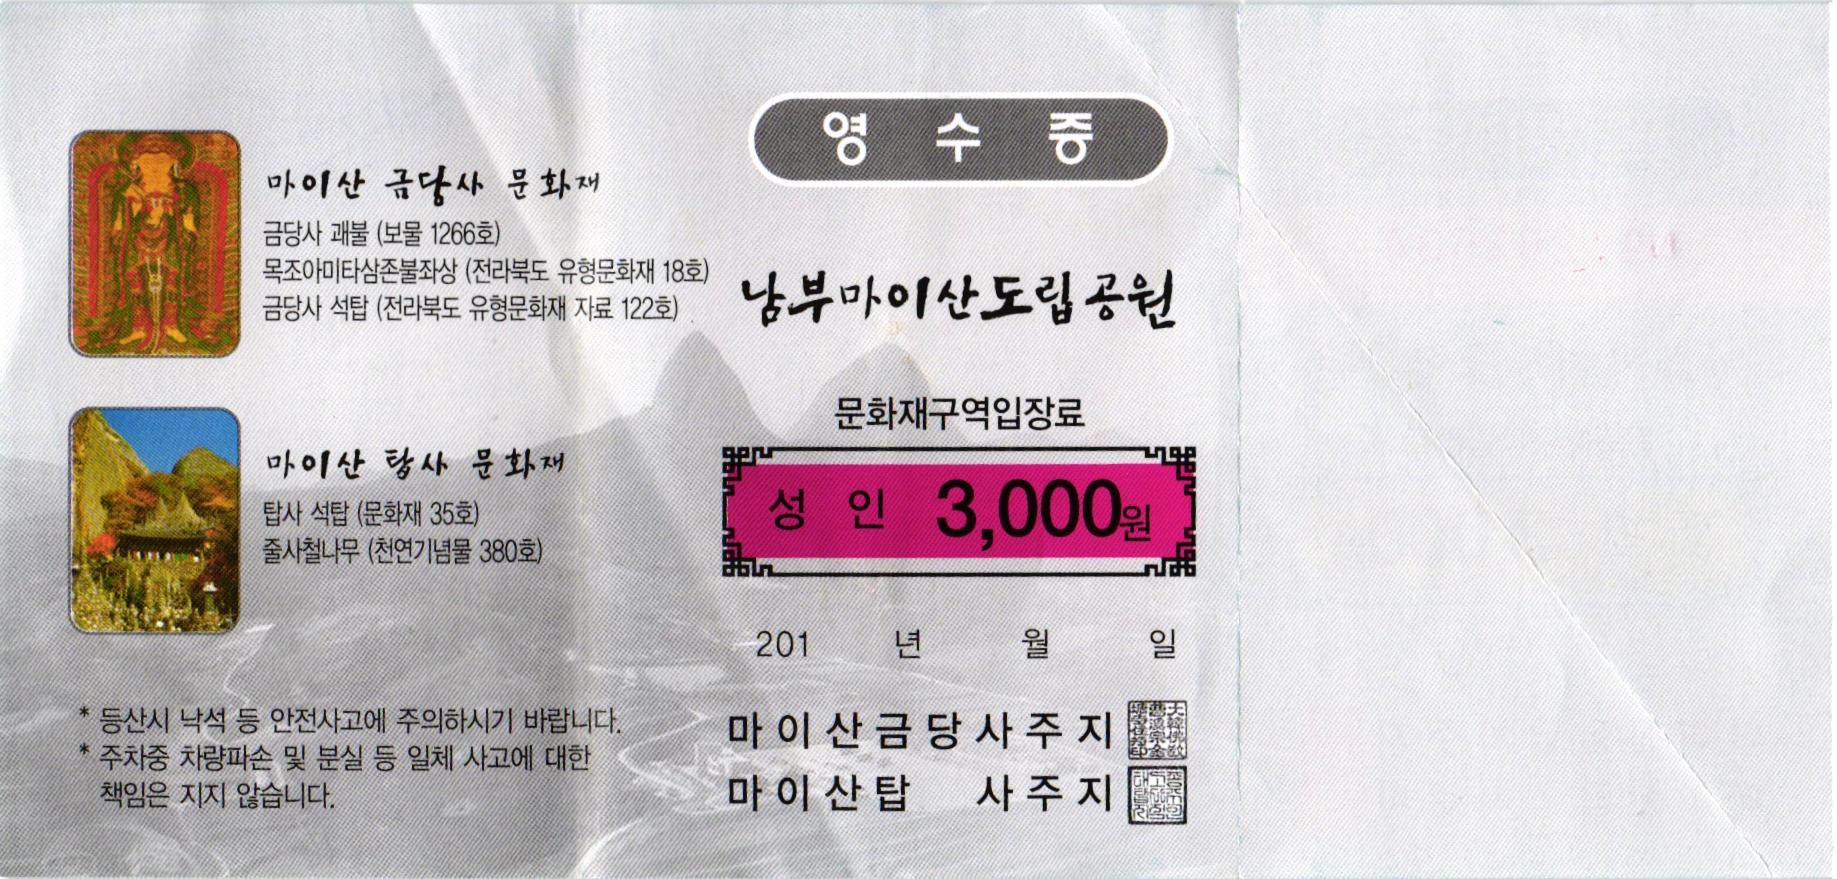 마이산 금당사 문화재
금당사 괘불 (보물 1266호)
목조아미타삼존불좌상 (전라북도 유형문화재 18호)
금당사 석탑 (전라북도 유형문화재 자료 122호)
마이산 탑사 문화재
탑사 석탑 (문화재 35호)
줄사철나무 (천연기념물 380호)
* 등산시 낙석 등 안전사고에 주의하시기 바랍니다.
* 주차중 차량파손 및 분실 등 일체 사고에 대한
책임은 지지 않습니다.
영 수 증
남부마이산도립공원
문화재구역입장료
성 인 3,000원
201 년 월 일
마이산금당사주지
마이산탑 사주지